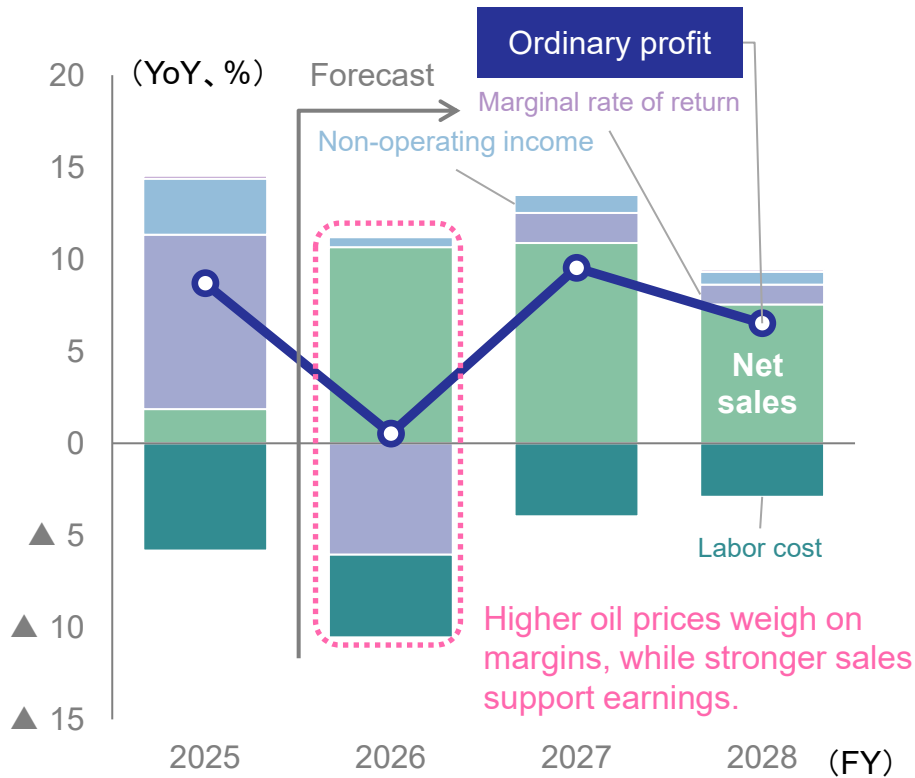 Ordinary profit
(YoY、%)
Forecast
Marginal rate of return
Non-operating income
20
15
10
5
0
▲ 5
▲ 10
▲ 15
Net
sales
Labor cost
Higher oil prices weigh on
margins, while stronger sales
support earnings.
2025 2026 2027 2028 (FY)